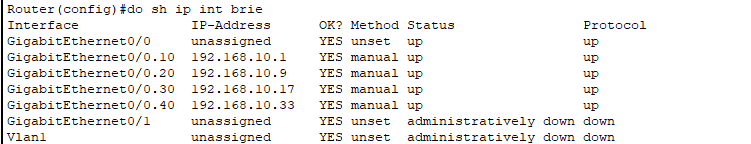 Router(config)#do sh ip int brie
Interface IP-Address OK? Method Status Protocol
GigabitEthernet0/0 unassigned YES unset up up
GigabitEthernet0/0.10 192.168.10.1 YES manual up up
GigabitEthernet0/0.20 192.168.10.9 YES manual up up
GigabitEthernet0/0.30 192.168.10.17 YES manual up up
GigabitEthernet0/0.40 192.168.10.33 YES manual up up
GigabitEthernet0/1 unassigned YES unset administratively down down
Vlan1 unassigned YES unset administratively down down